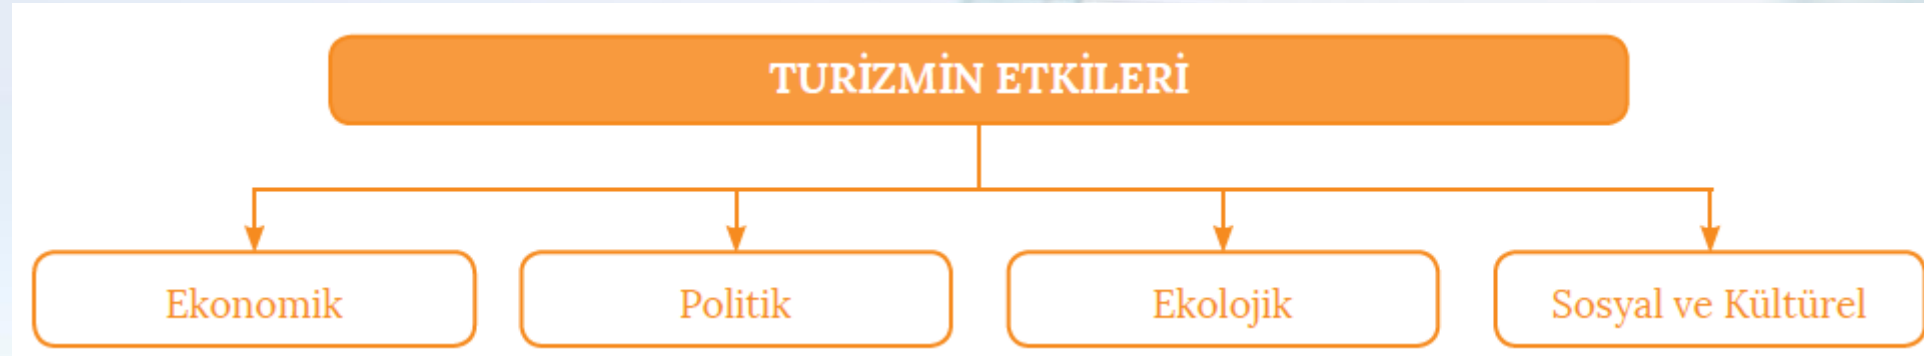 TURİZMİN ETKİLERİ
Ekonomik
Politik
Ekolojik
Sosyal ve Kültürel